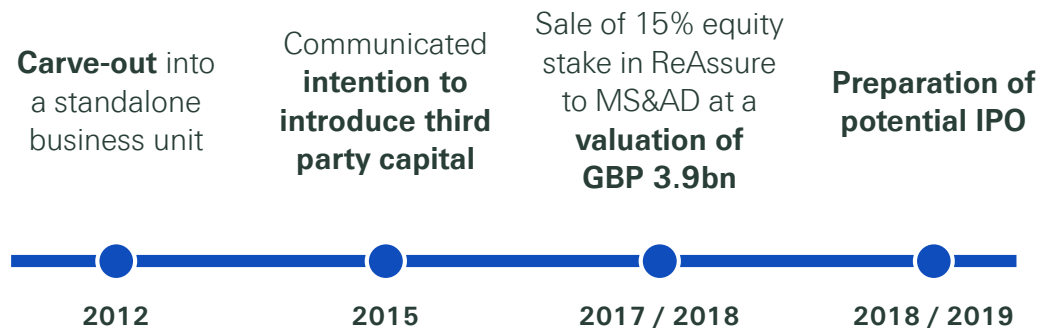 Carve-out into
a standalone
business unit
2012
Communicated
intention to
introduce third
party capital
2015
Sale of 15% equity
stake in ReAssure
to MS&AD at a
valuation of
GBP 3.9bn
2017 / 2018
Preparation of
potential IPO
2018 / 2019